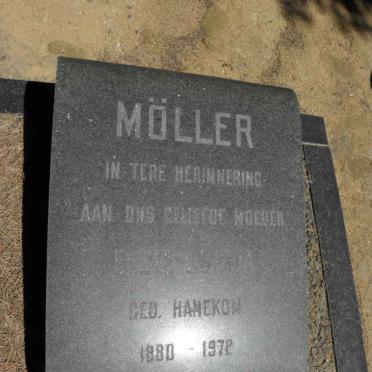 MÖLLER
IN TERE HERINNERING
AAN ONS GELIEFDE MOEDER
GEB. HANEKOM
1880 - 1972